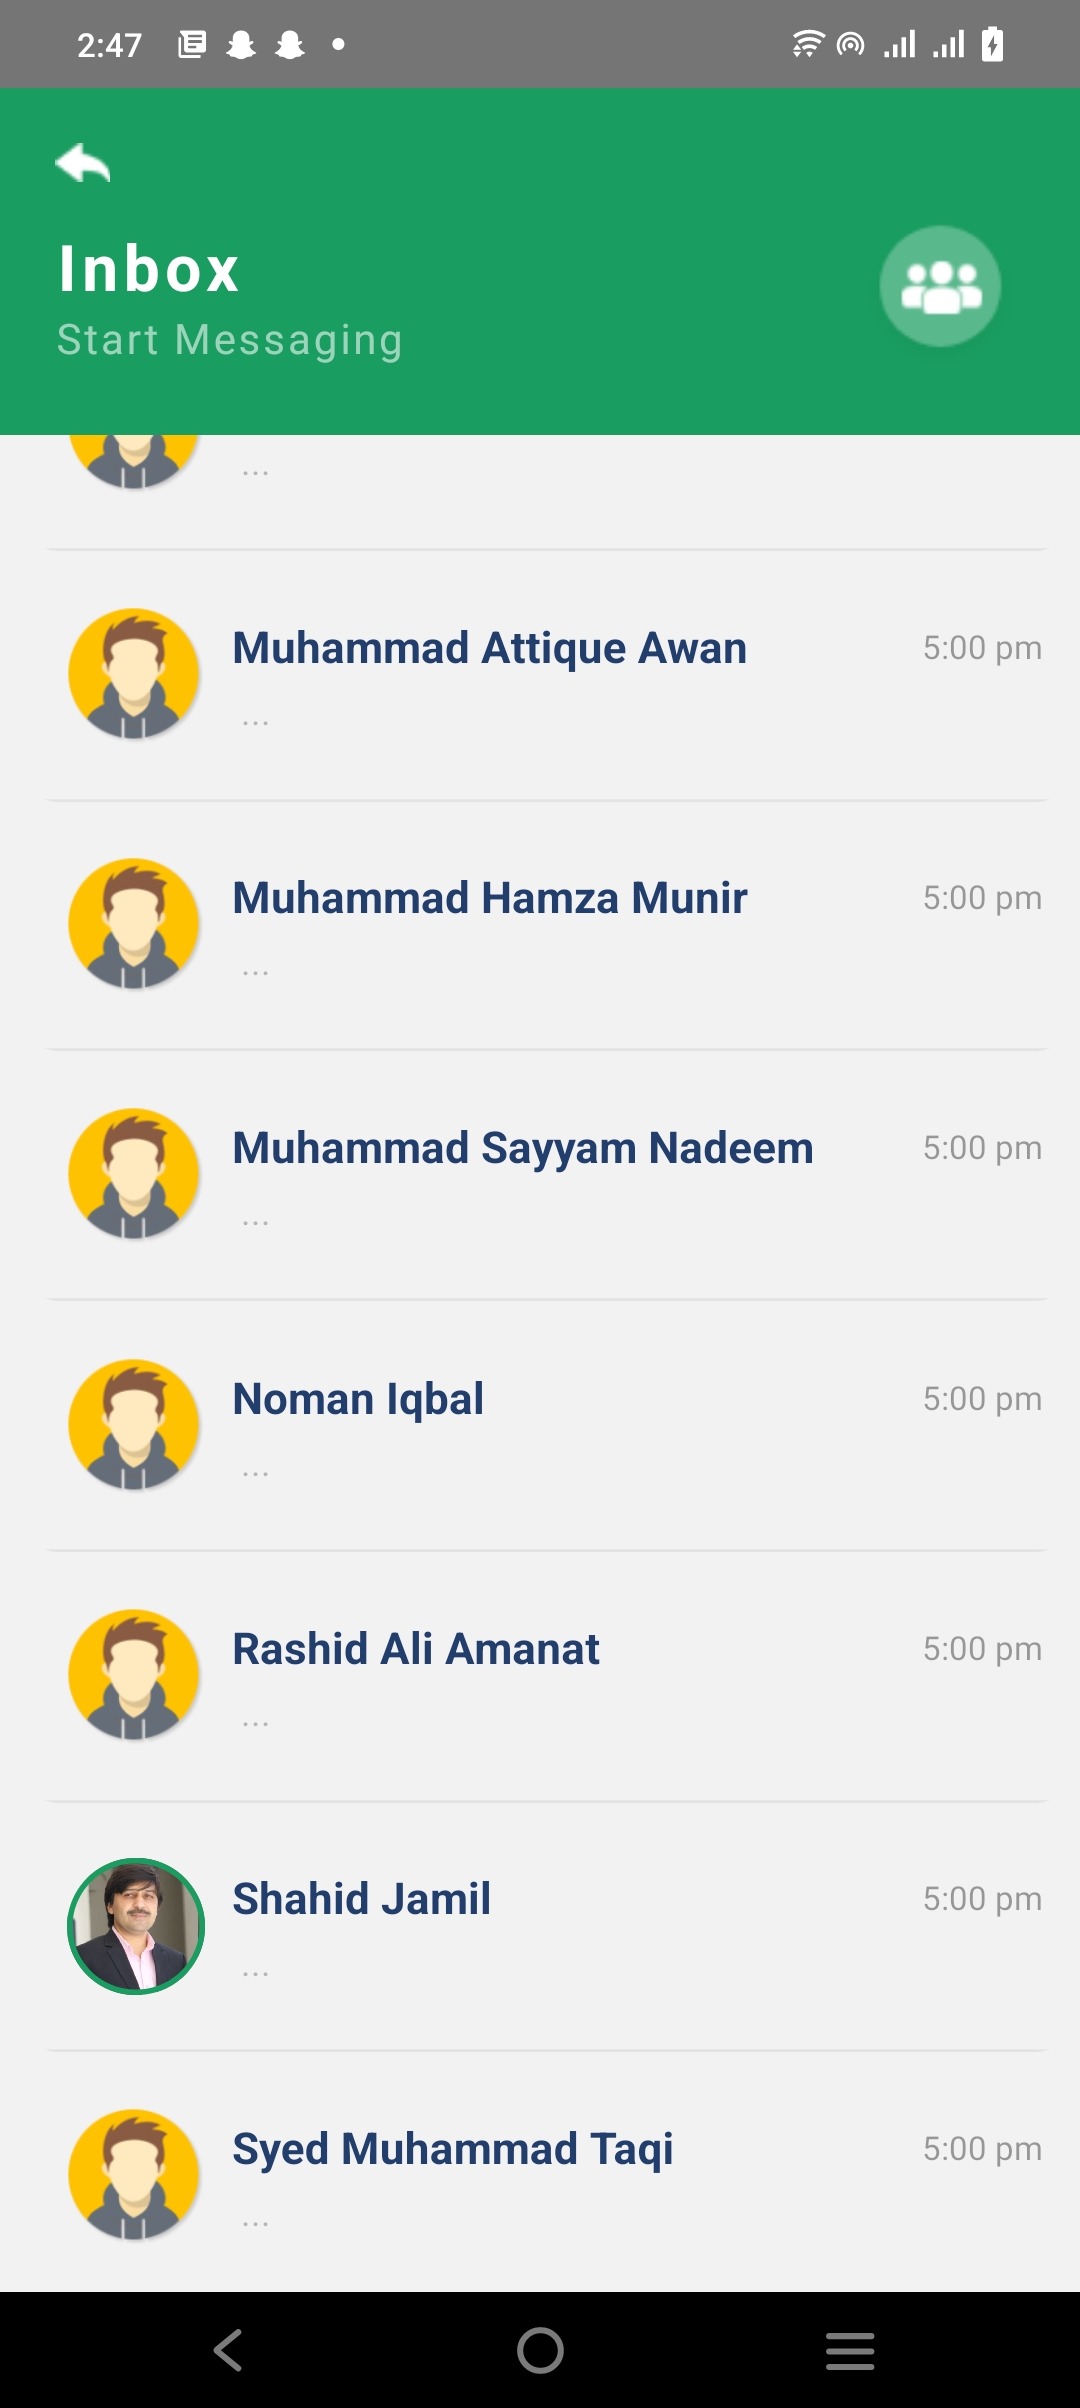 2:47
Inbox
Start Messaging
...
Muhammad Attique Awan 5:00 pm
...
Muhammad Hamza Munir 5:00 pm
...
Muhammad Sayyam Nadeem 5:00 pm
...
Noman Iqbal 5:00 pm
...
Rashid Ali Amanat 5:00 pm
...
Shahid Jamil 5:00 pm
...
Syed Muhammad Taqi 5:00 pm
...